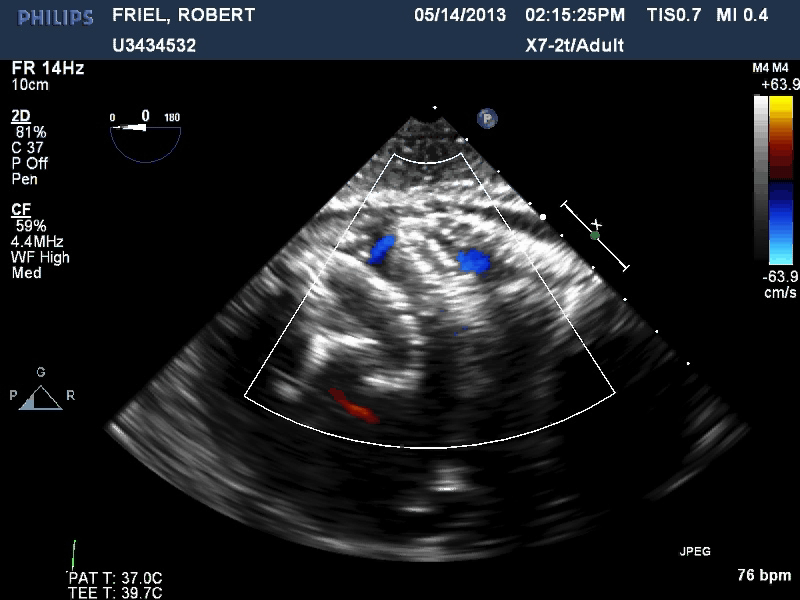 PHILIPS
FRIEL, ROBERT
05/14/2013 02:15:25PM TIS0.7 MI 0.4
U3434532
X7-2t/Adult
FR 14Hz
10cm
2D
81%
C 37
P Off
Pen
CF
59%
4.4MHz
WF High
Med
0 0 180
P
M4 M4
+63.9
-63.9
cm/s
x
G
P R
JPEG
PAT T: 37.0C
TEE T: 39.7C
76 bpm